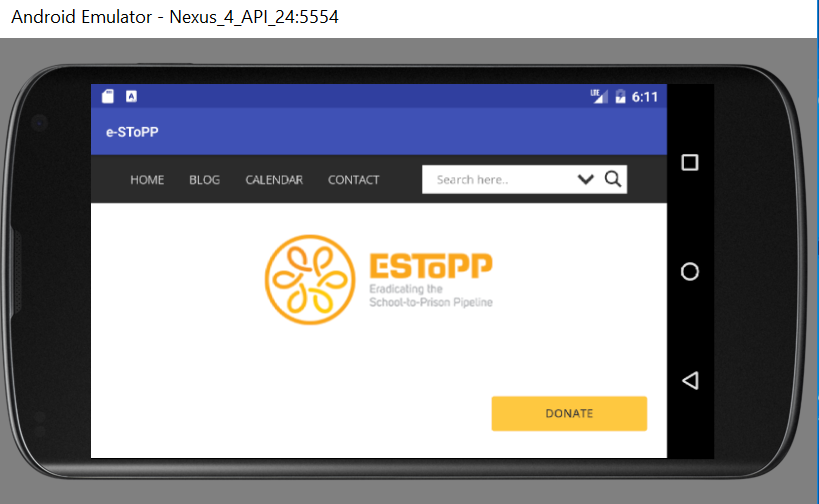 Android Emulator - Nexus_4_API_24:5554
A LTE 6:11
e-SToPP
HOME BLOG CALENDAR CONTACT Search here..
ESToPP
Eradicating the
School-to-Prison Pipeline
DONATE